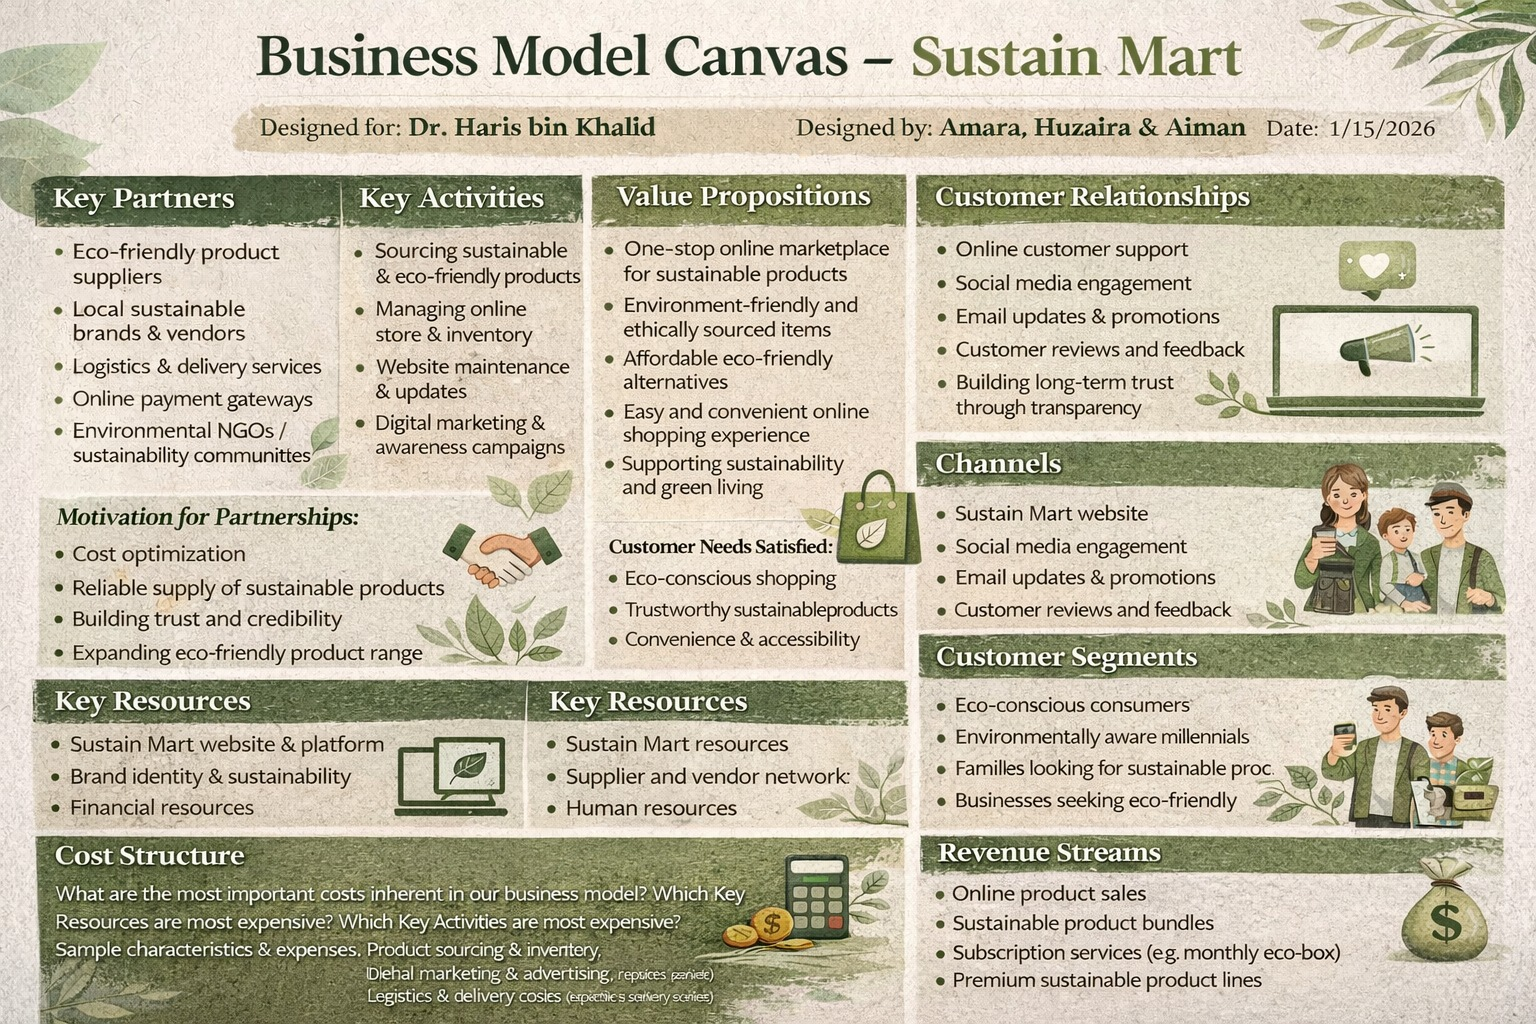 Business Model Canvas – Sustain Mart
Designed for: Dr. Haris bin Khalid
Designed by: Amara, Huzaira & Aiman
Date: 1/15/2026
Key Partners
• Eco-friendly product
suppliers
• Local sustainable
brands & vendors
• Logistics & delivery services
• Online payment gateways
• Environmental NGOs /
sustainability communittes
Key Activities
• Sourcing sustainable
& eco-friendly products
• Managing online
store & inventory
• Website maintenance
& updates
• Digital marketing &
awareness campaigns
Motivation for Partnerships:
• Cost optimization
• Reliable supply of sustainable products
• Building trust and credibility
• Expanding eco-friendly product range
Value Propositions
• One-stop online marketplace
for sustainable products
• Environment-friendly and
ethically sourced items
• Affordable eco-friendly
alternatives
• Easy and convenient online
shopping experience
• Supporting sustainability
and green living
Customer Needs Satisfied:
• Eco-conscious shopping
• Trustworthy sustainableproducts
• Convenience & accessibility
Customer Relationships
• Online customer support
• Social media engagement
• Email updates & promotions
• Customer reviews and feedback
• Building long-term trust
through transparency
Channels
• Sustain Mart website
• Social media engagement
• Email updates & promotions
• Customer reviews and feedback
Customer Segments
• Eco-conscious consumers
• Environmentally aware millennials
• Families looking for sustainable proc.
• Businesses seeking eco-friendly
Key Resources
• Sustain Mart website & platform
• Brand identity & sustainability
• Financial resources
Key Resources
• Sustain Mart resources
• Supplier and vendor network:
• Human resources
Cost Structure
What are the most important costs inherent in our business model? Which Key
Resources are most expensive? Which Key Activities are most expensive?
Sample characteristics & expenses. Product sourcing &
marketing & advertising,
& delivery
Revenue Streams
• Online product sales
• Sustainable product bundles
• Subscription services (eg. monthly eco-box)
• Premium sustainable product lines
$
$